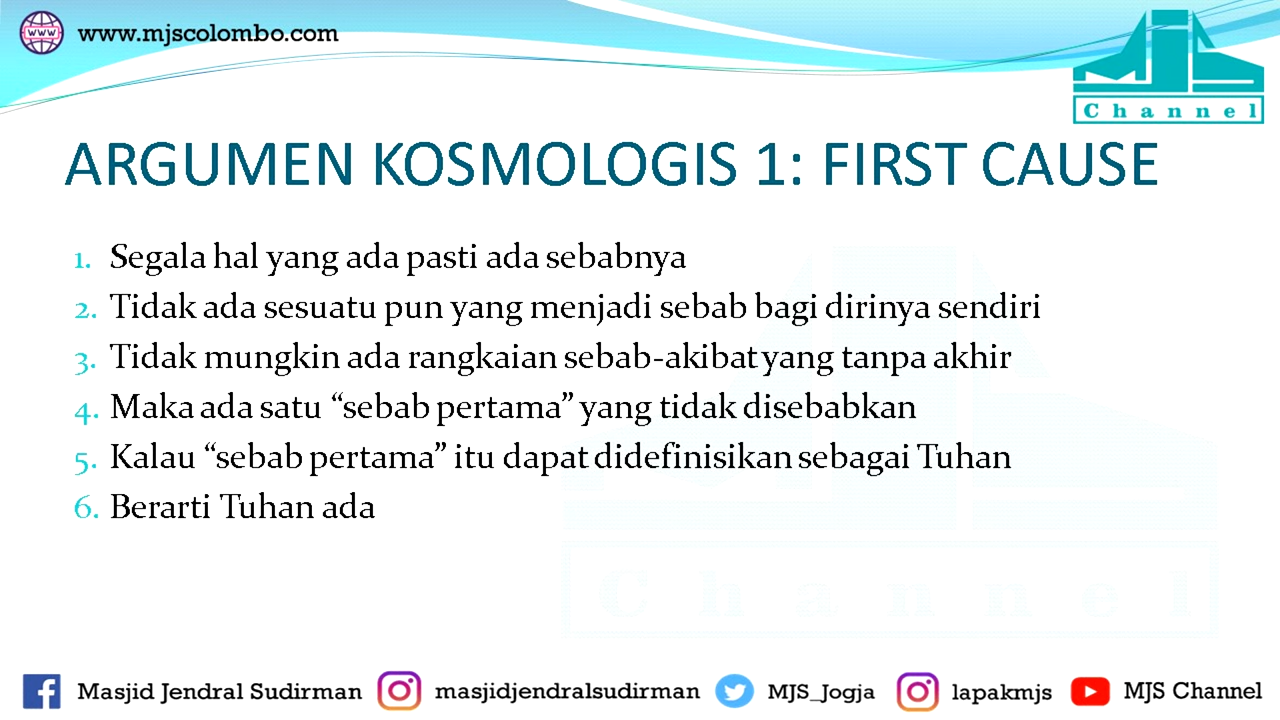 www.mjscolombo.com
MJS
Channel
ARGUMEN KOSMOLOGIS 1: FIRST CAUSE
1. Segala hal yang ada pasti ada sebabnya
2. Tidak ada sesuatu pun yang menjadi sebab bagi dirinya sendiri
3. Tidak mungkin ada rangkaian sebab-akibat yang tanpa akhir
4. Maka ada satu “sebab pertama” yang tidak disebabkan
5. Kalau “sebab pertama” itu dapat didefinisikan sebagai Tuhan
6. Berarti Tuhan ada
Channel
Masjid Jendral Sudirman masjidjendralsudirman MJS_Jogja lapakmjs MJS Channel